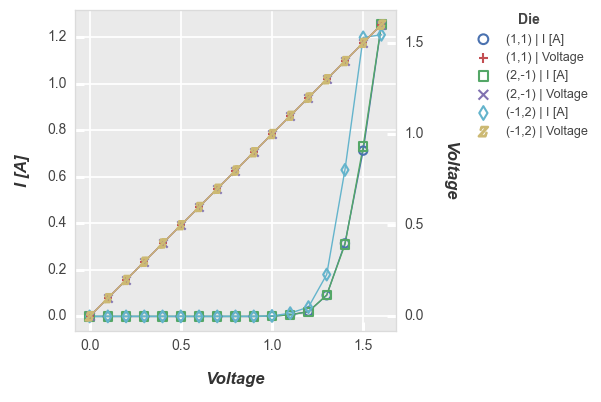 Die
(1,1) | I [A]
(1,1) | Voltage
(2,-1) | I [A]
(2,-1) | Voltage
(-1,2) | I [A]
(-1,2) | Voltage
I [A]
1.2
1.0
0.8
0.6
0.4
0.2
0.0
1.5
1.0
0.5
0.0
Voltage
0.0 0.5 1.0 1.5
Voltage